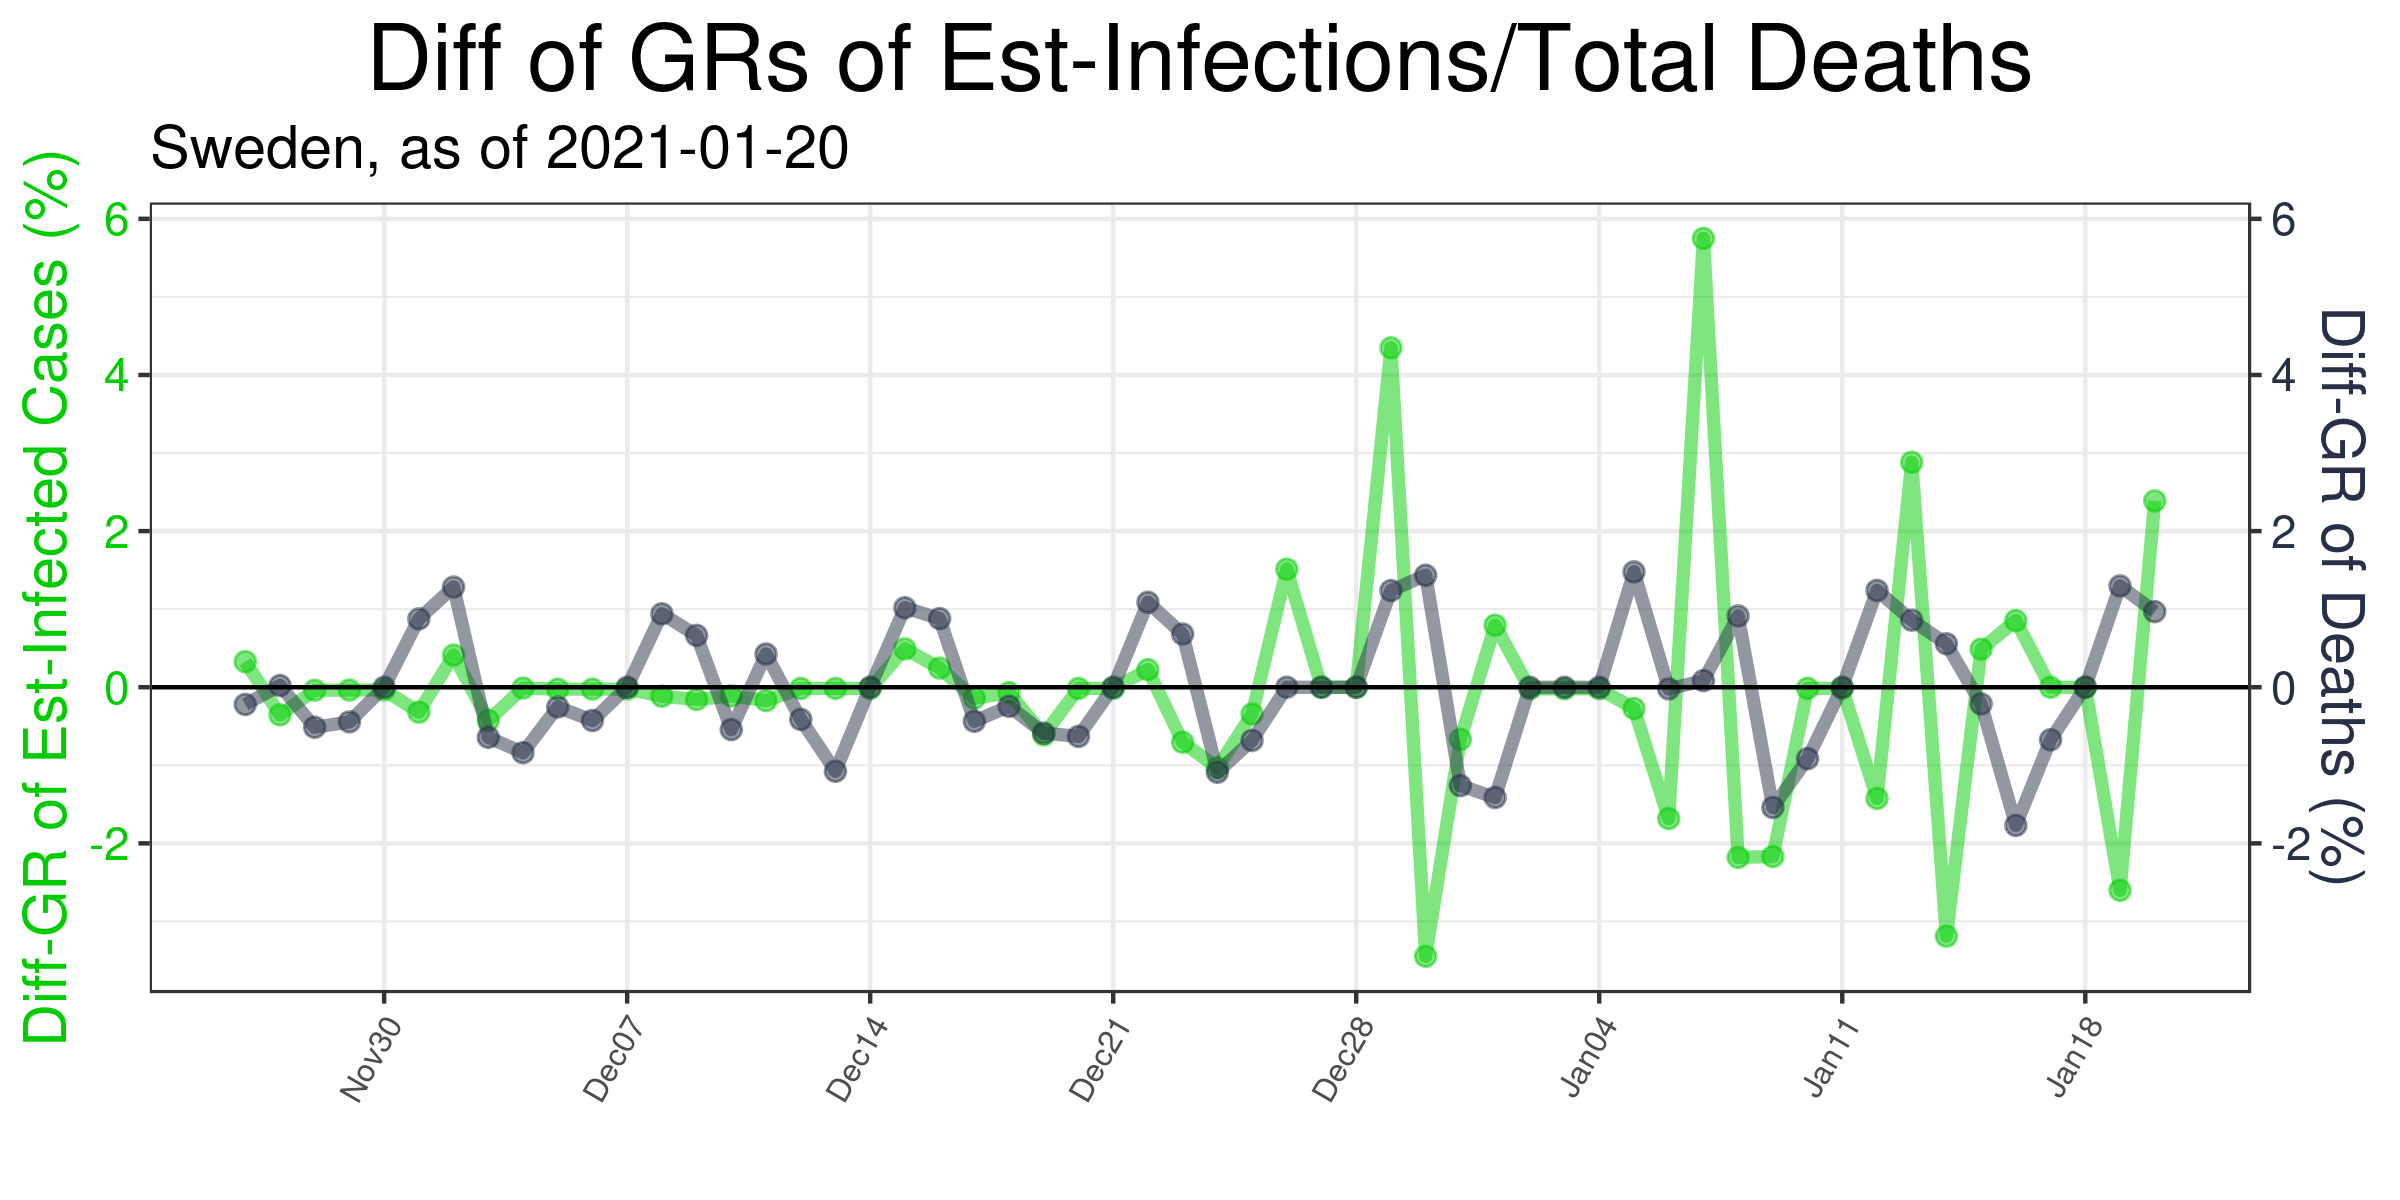 Diff of GRs of Est-Infections/Total Deaths
Sweden, as of 2021-01-20
Diff-GR of Est-Infected Cases (%)
6
4
2
0
-2
6
4
2
0
-2
Diff-GR of Deaths (%)
Nov30
Dec07
Dec14
Dec21
Dec28
Jan04
Jan11
Jan18